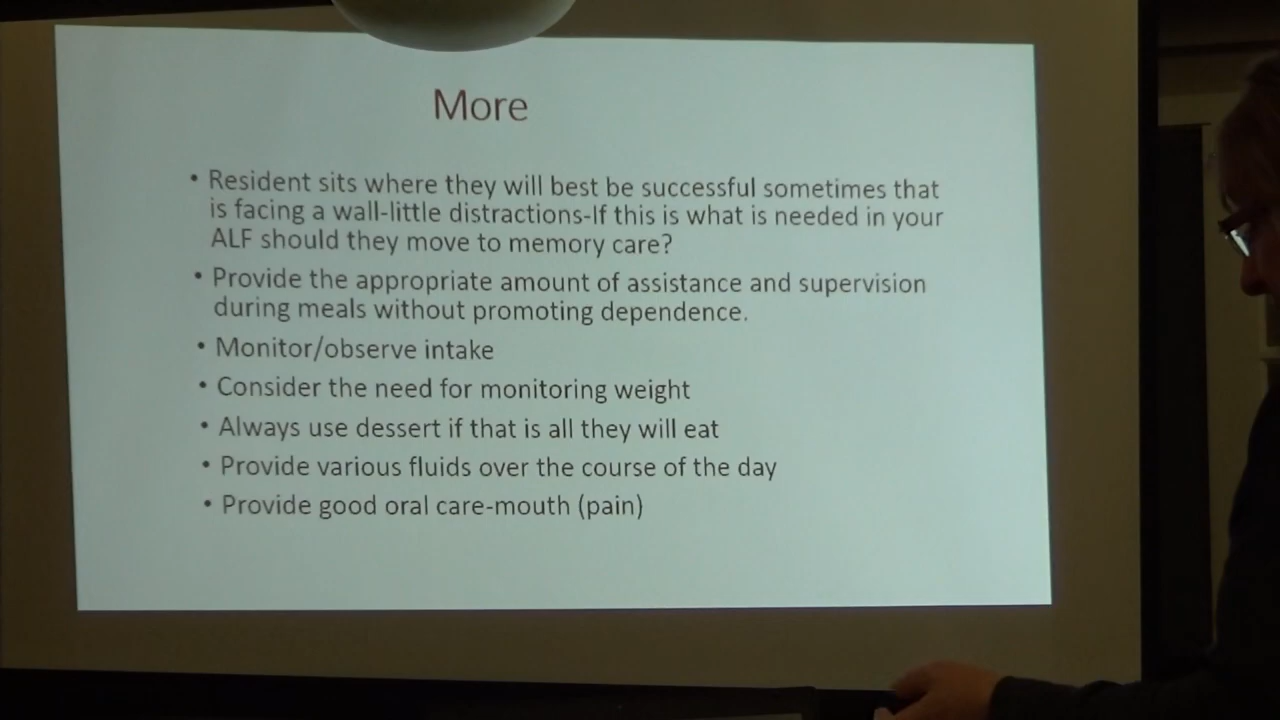 More
• Resident sits where they will best be successful sometimes that
is facing a wall-little distractions-If this is what is needed in your
ALF should they move to memory care?
• Provide the appropriate amount of assistance and supervision
during meals without promoting dependence.
• Monitor/observe intake
• Consider the need for monitoring weight
• Always use dessert if that is all they will eat
• Provide various fluids over the course of the day
• Provide good oral care-mouth (pain)